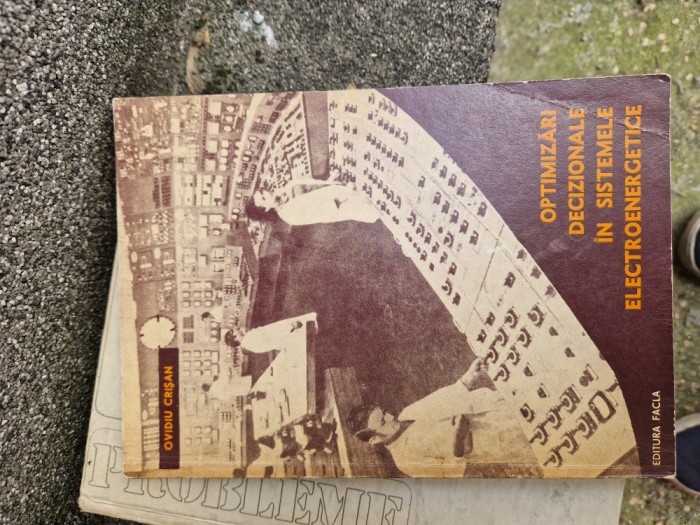 OPTIMIZĂRI
DECIZIONALE
ÎN SISTEMELE
ELECTROENERGETICE
OVIDIU CRIŞAN
EDITURA FACLA
PROBLEME